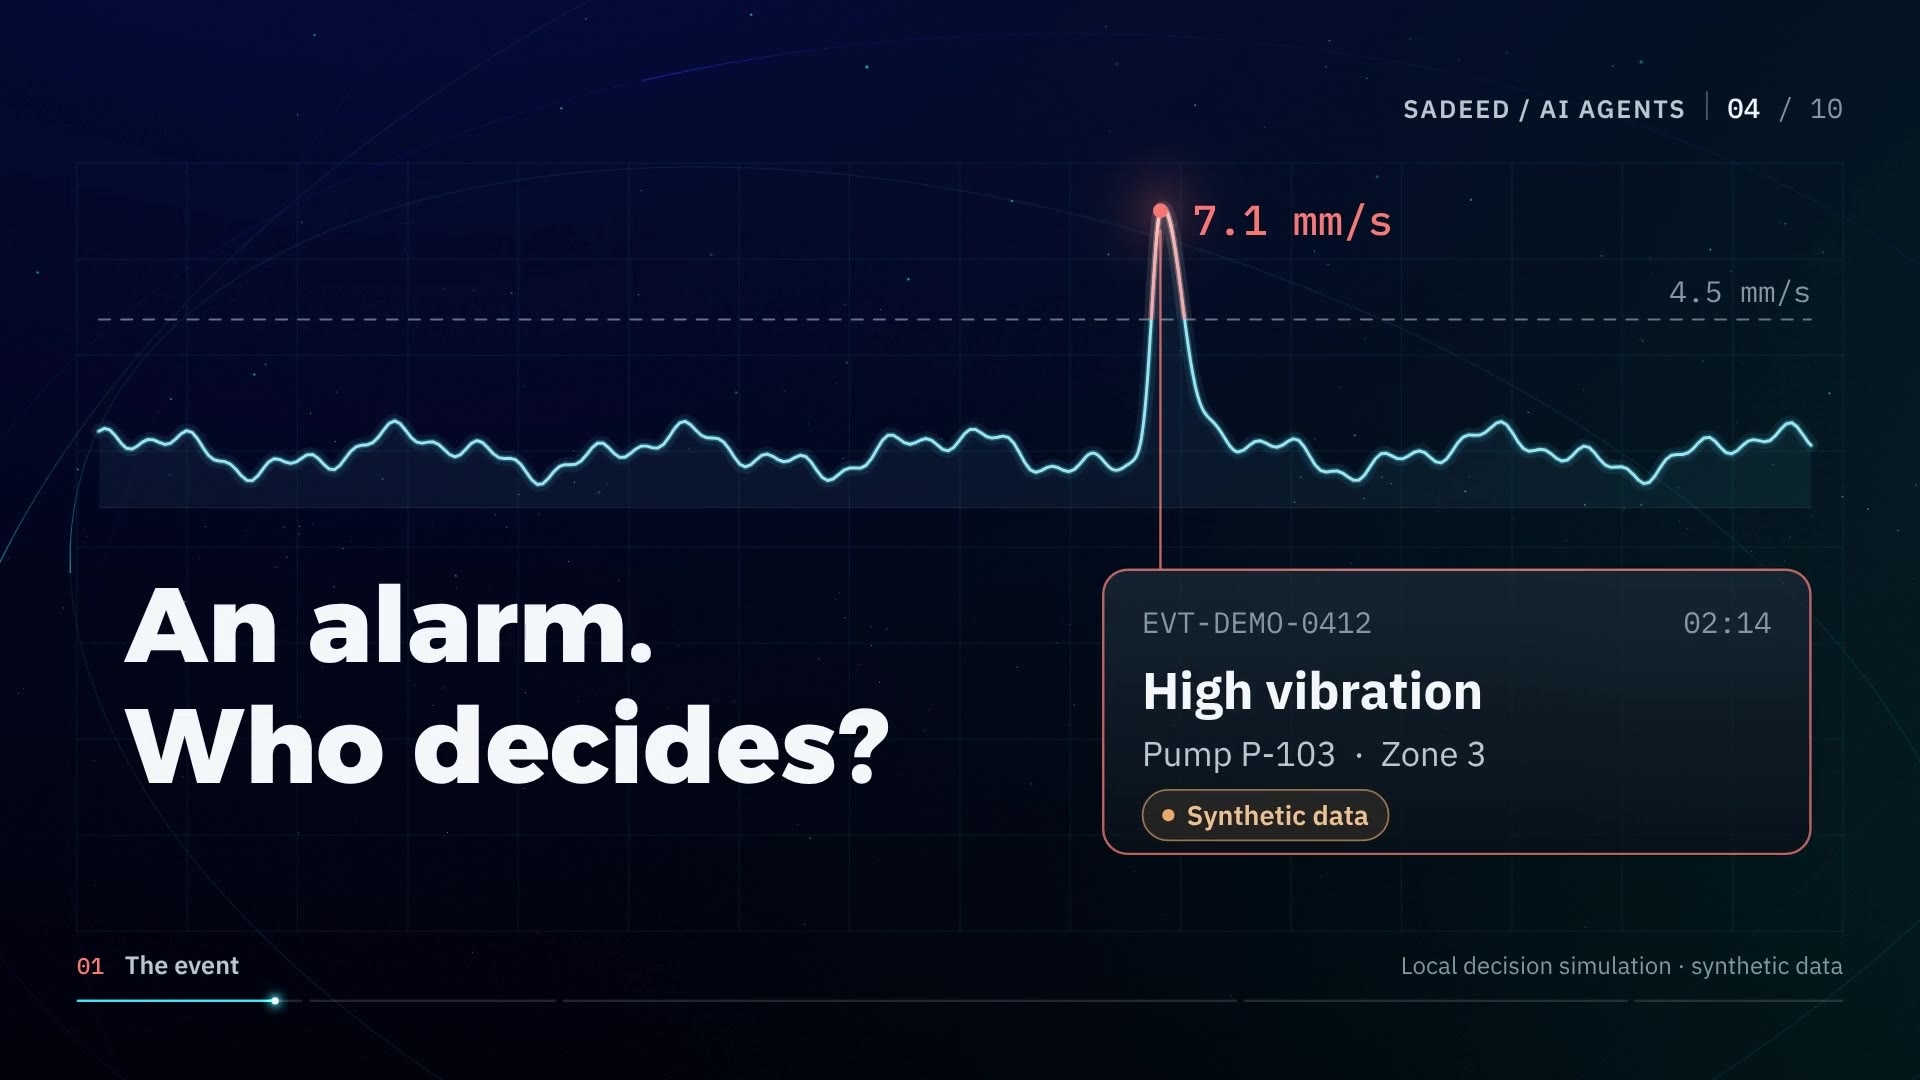 SADEED / AI AGENTS | 04 / 10
7.1 mm/s
4.5 mm/s
An alarm.
Who decides?
EVT-DEMO-0412 02:14
High vibration
Pump P-103 · Zone 3
Synthetic data
01 The event
Local decision simulation · synthetic data